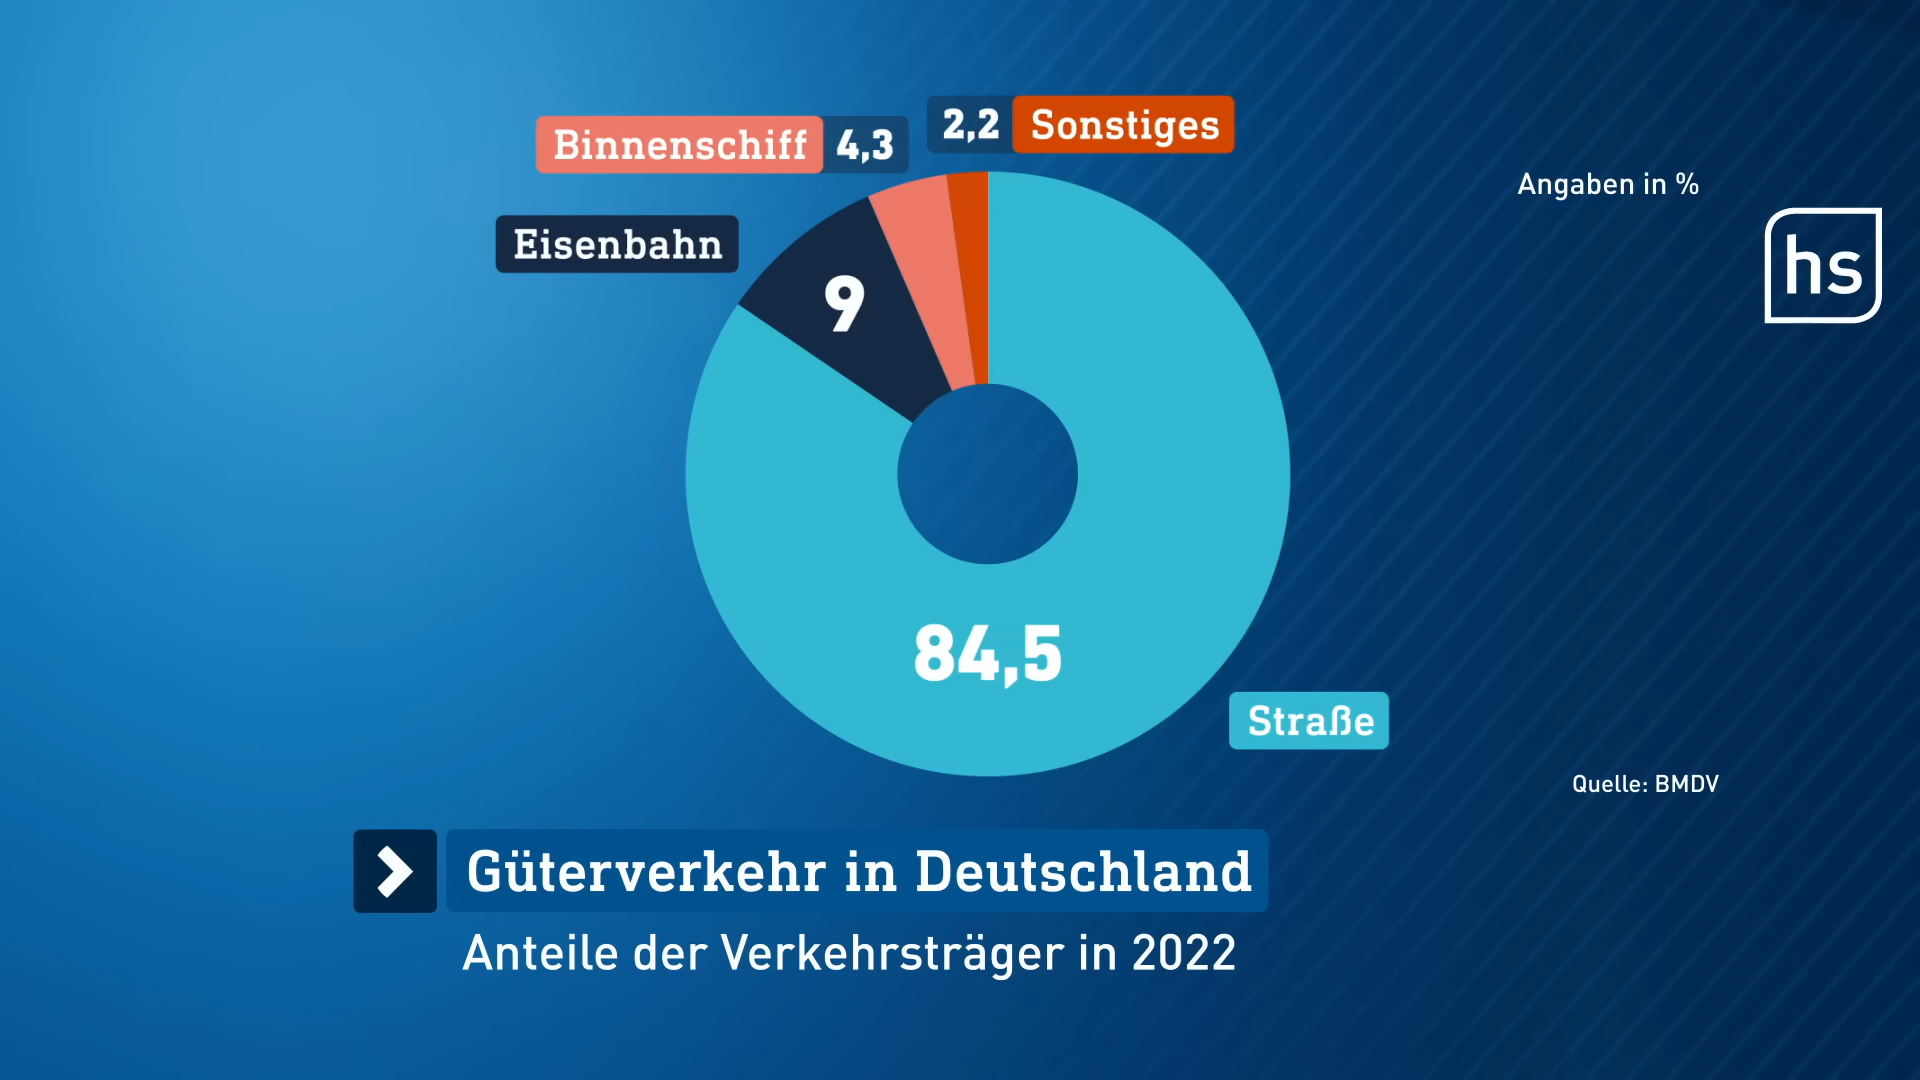 2,2 Sonstiges
Binnenschiff 4,3
Angaben in %
Eisenbahn
hs
9
84,5
Straße
Quelle: BMDV
Güterverkehr in Deutschland
Anteile der Verkehrsträger in 2022